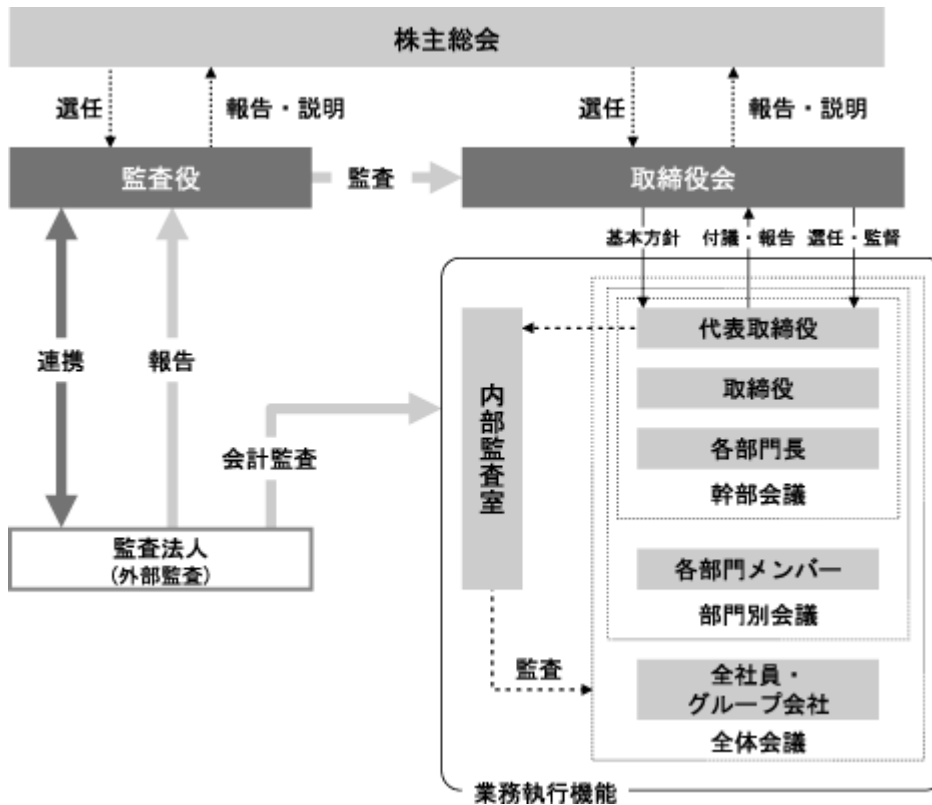 株主総会
選任
報告・説明
選任
報告・説明
監査役
監査
取締役会
基本方針
付議・報告
選任・監督
連携
報告
会計監査
監査法人
(外部監査)
内部監査室
代表取締役
取締役
各部門長
幹部会議
各部門メンバー
部門別会議
監査
全社員・
グループ会社
全体会議
業務執行機能